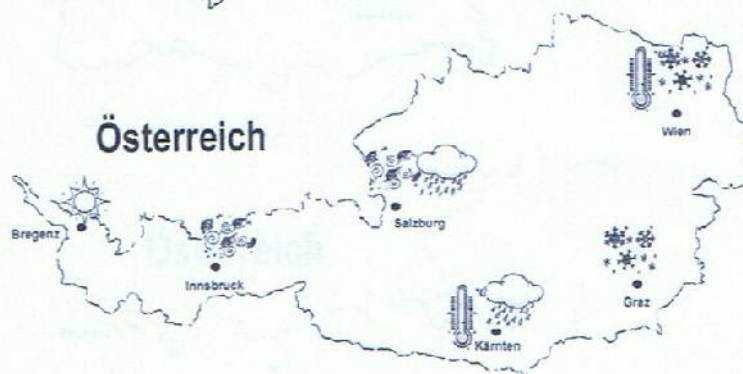 Österreich
Wien
Bregenz
Salzburg
Innsbruck
Graz
Kärnten